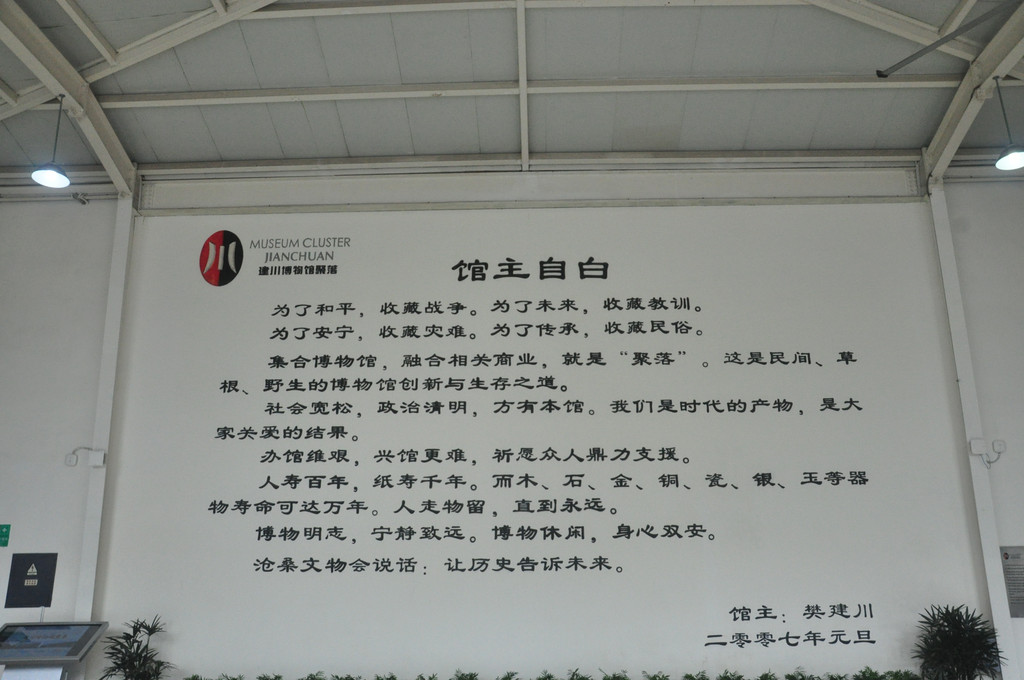 MUSEUM CLUSTER
JIANCHUAN
建川博物馆聚落
馆主自白
为了和平，收藏战争。为了未来，收藏教训。
为了安宁，收藏灾难。为了传承，收藏民俗。
集合博物馆，融合相关商业，就是“聚落”。这是民间、草
根、野生的博物馆创新与生存之道。
社会宽松，政治清明，方有本馆。我们是时代的产物，是大
家关爱的结果。
办馆维艰，兴馆更难，祈愿众人鼎力支援。
人寿百年，纸寿千年。而木、石、金、铜、瓷、银、玉等器
物寿命可达万年。人走物留，直到永远。
博物明志，宁静致远。博物休闲，身心双安。
沧桑文物会说话：让历史告诉未来。
馆主：樊建川
二零零七年元旦